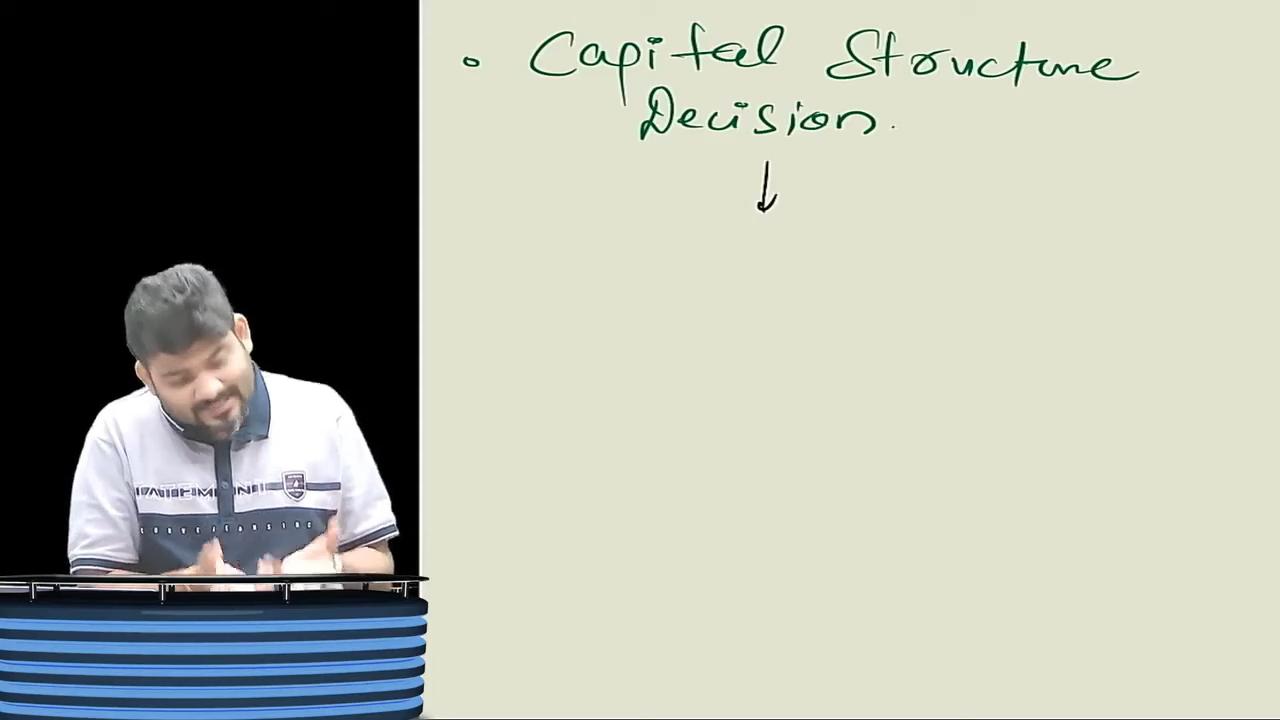 • Capital Structure
Decision.